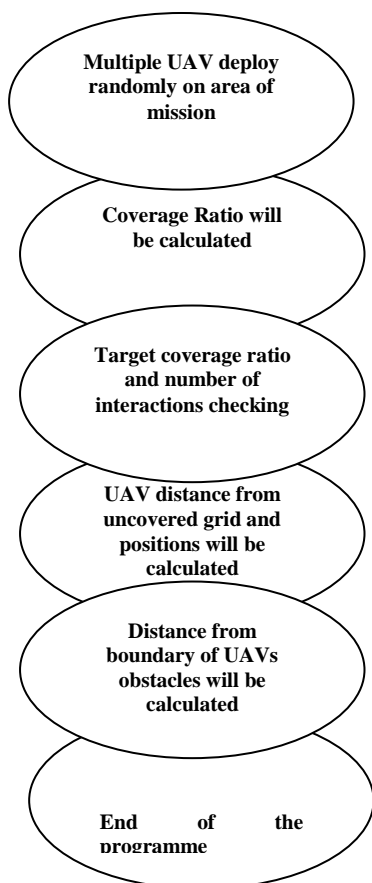 Multiple UAV deploy
randomly on area of
mission
Coverage Ratio will
be calculated
Target coverage ratio
and number of
interactions checking
UAV distance from
uncovered grid and
positions will be
calculated
Distance from
boundary of UAVs
obstacles will be
calculated
End of the
programme